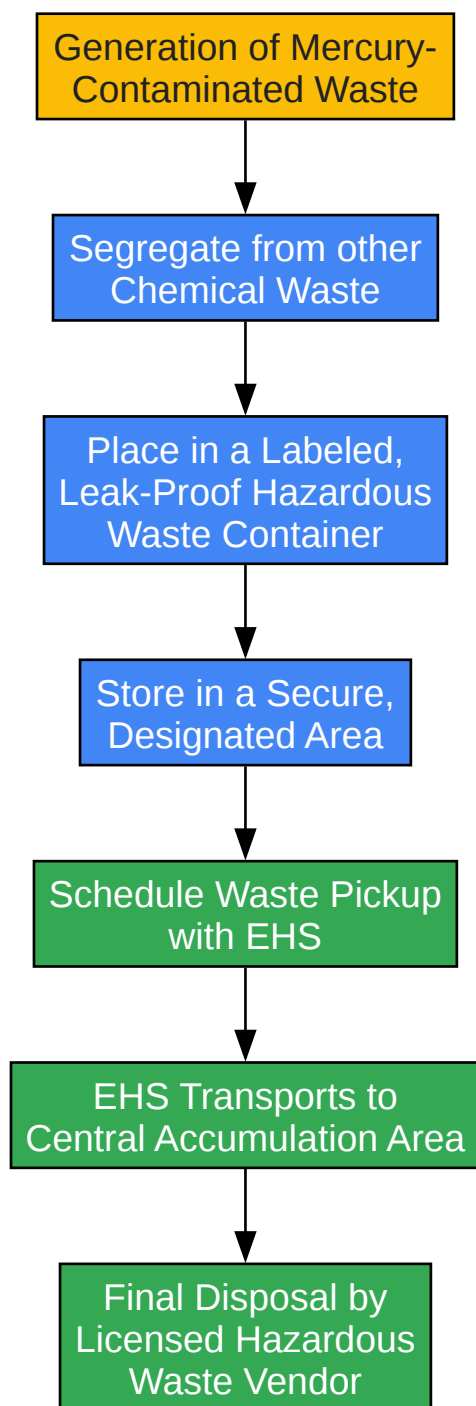 Generation of Mercury-
Contaminated Waste
Segregate from other
Chemical Waste
Place in a Labeled,
Leak-Proof Hazardous
Waste Container
Store in a Secure,
Designated Area
Schedule Waste Pickup
with EHS
EHS Transports to
Central Accumulation Area
Final Disposal by
Licensed Hazardous
Waste Vendor